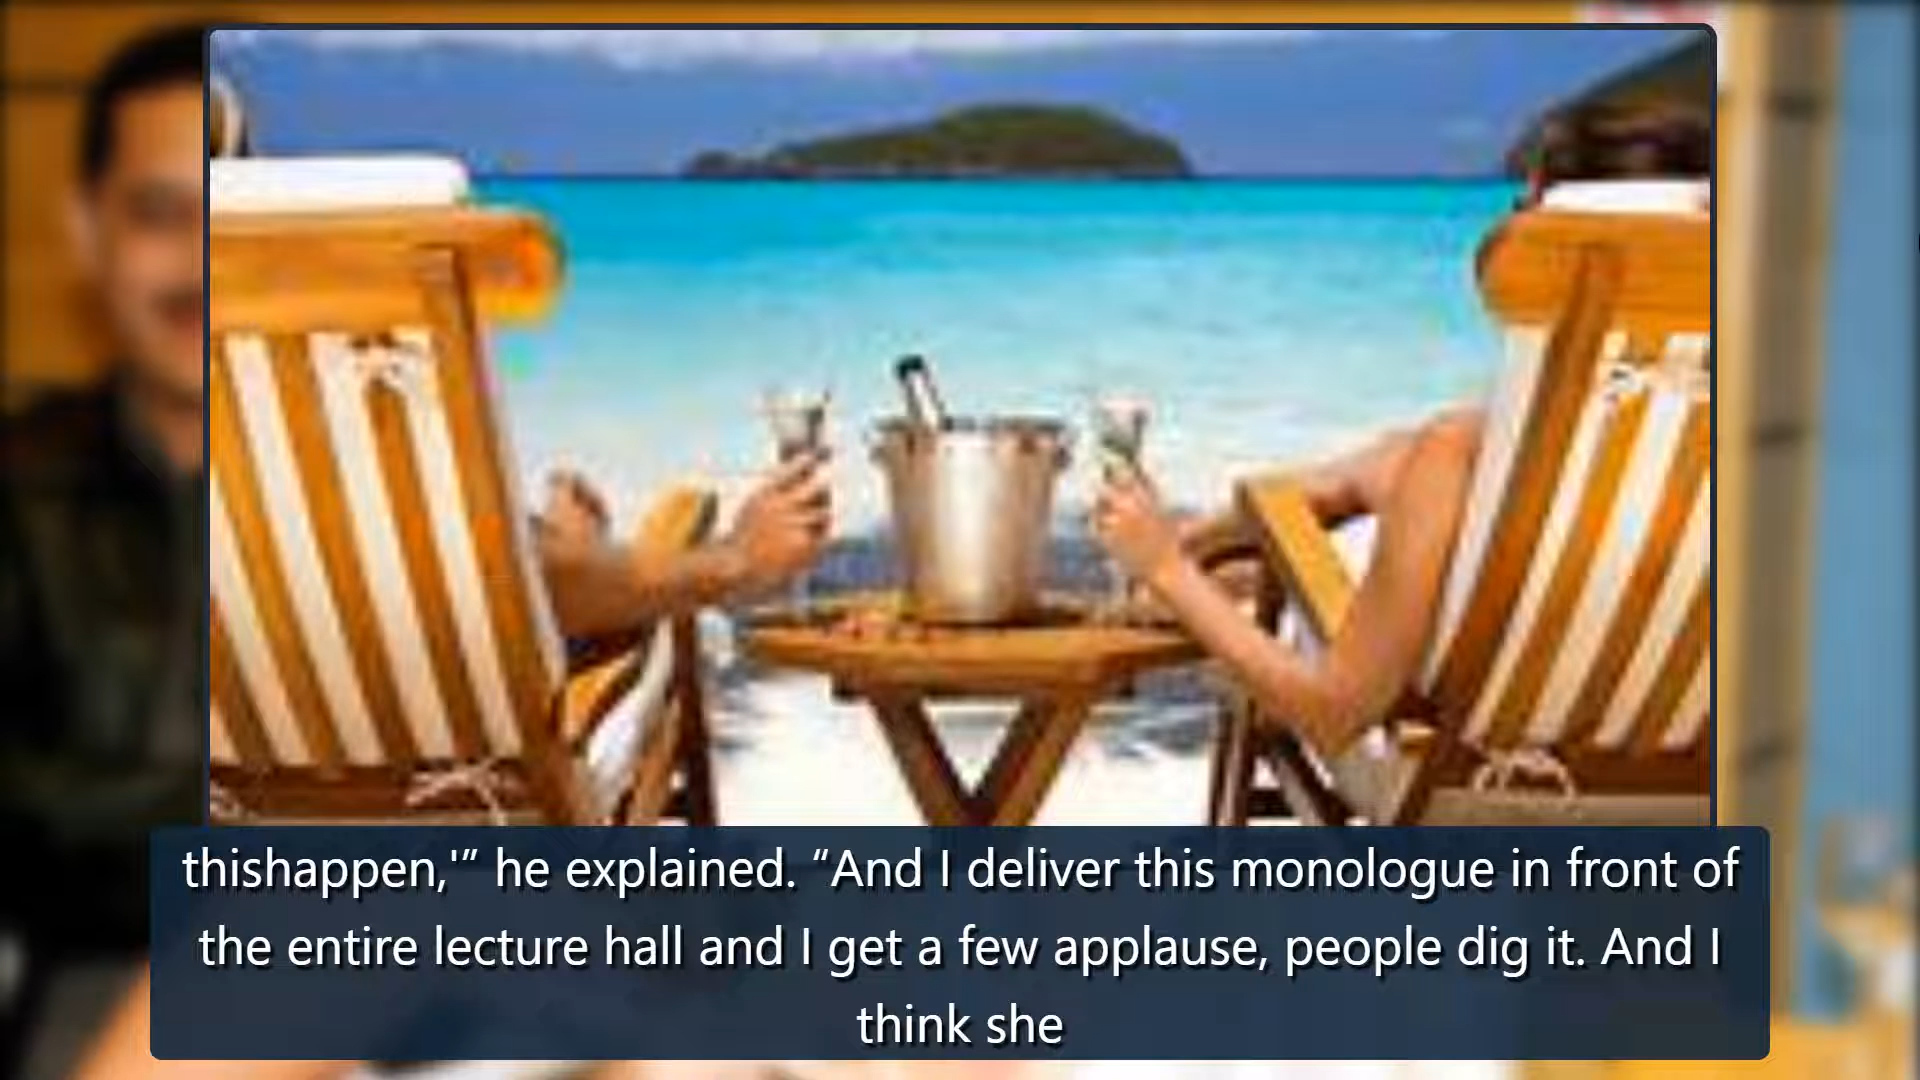 thishappen,'” he explained. “And I deliver this monologue in front of
the entire lecture hall and I get a few applause, people dig it. And I
think she